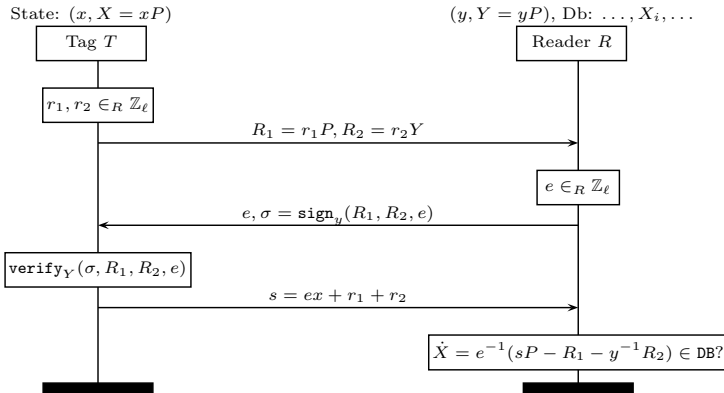 State: (x, X = xP)
(y, Y = yP), Db: ..., X_i, ...
Tag T
Reader R
r_1, r_2 ∈_R ℤ_ℓ
R_1 = r_1P, R_2 = r_2Y
e ∈_R ℤ_ℓ
e, σ = sign_y(R_1, R_2, e)
verify_Y(σ, R_1, R_2, e)
s = ex + r_1 + r_2
Ẋ = e^{-1}(sP − R_1 − y^{-1}R_2) ∈ DB?